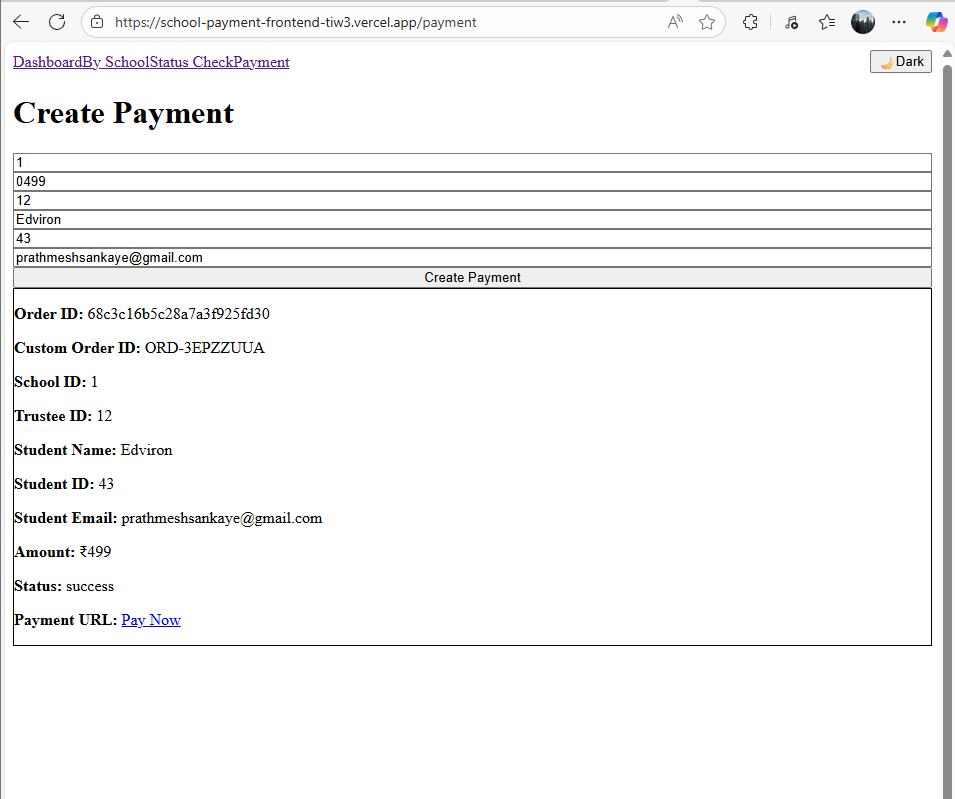 https://school-payment-frontend-tiw3.vercel.app/payment
DashboardBy SchoolStatus CheckPayment
🌙Dark
Create Payment
1
0499
12
Edviron
43
prathmeshsankaye@gmail.com
Create Payment
Order ID: 68c3c16b5c28a7a3f925fd30
Custom Order ID: ORD-3EPZZUUA
School ID: 1
Trustee ID: 12
Student Name: Edviron
Student ID: 43
Student Email: prathmeshsankaye@gmail.com
Amount: ₹499
Status: success
Payment URL: Pay Now